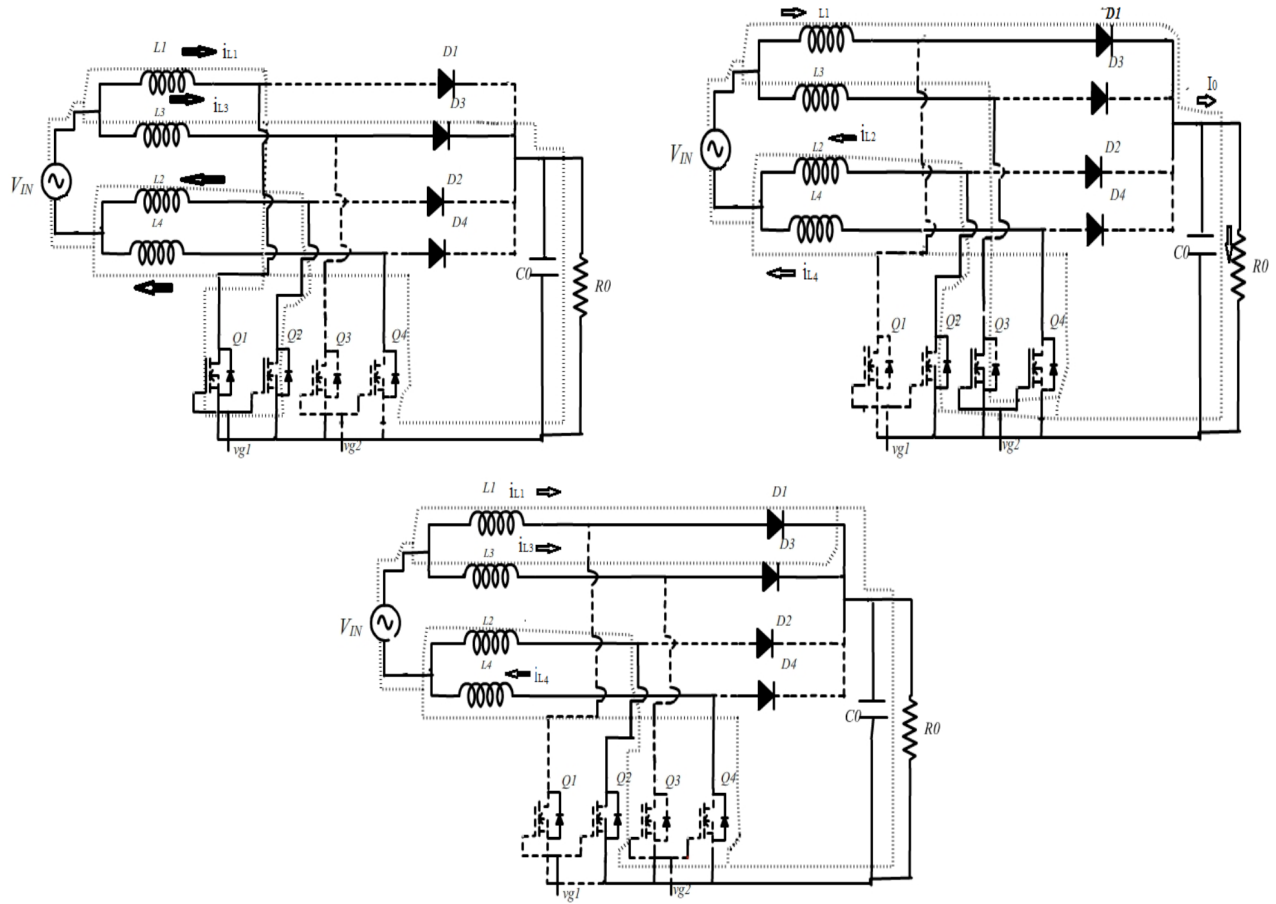 L1 iL1 D1
iL3 D3
L3
VIN
L2 D2
L4 D4
C0 R0
Q1 Q2 Q3 Q4
vg1 vg2
L1 D1
L3 D3
I0
iL2
L2 D2
VIN
L4 D4
iL4
C0 R0
Q1 Q2 Q3 Q4
vg1 vg2
L1 iL1 D1
iL3 D3
L3
L2 D2
VIN
L4 iL4 D4
C0 R0
Q1 Q2 Q3 Q4
vg1 vg2